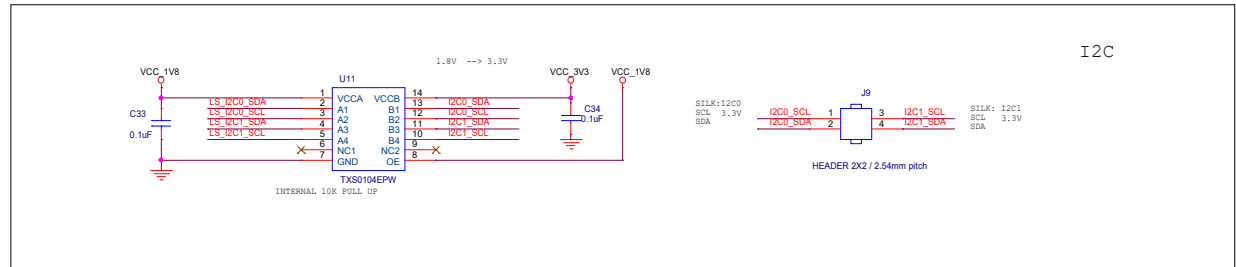 I2C
1.8V --> 3.3V
VCC_1V8
U11
VCC_3V3
VCC_1V8
J9
C33
0.1uF
1
2
3
4
5
6
7
LS_I2C0_SDA
LS_I2C0_SCL
LS_I2C1_SDA
LS_I2C1_SCL
VCCA
A1
A2
A3
A4
NC1
GND
VCCB
B1
B2
B3
B4
NC2
OE
14
13
12
11
10
9
8
I2C0_SDA
I2C0_SCL
I2C1_SDA
I2C1_SCL
C34
0.1uF
TXS0104EPW
INTERNAL 10K PULL UP
SILK:I2C0
SCL 3.3V
SDA
I2C0_SCL
I2C0_SDA
1
2
3
4
I2C1_SCL
I2C1_SDA
SILK: I2C1
SCL 3.3V
SDA
HEADER 2X2 / 2.54mm pitch